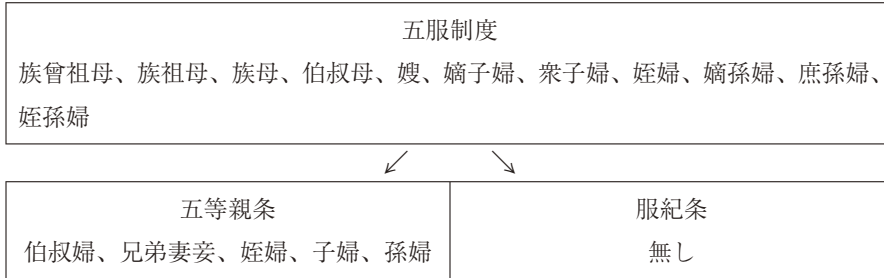 五服制度
族曾祖母、族祖母、族母、伯叔母、嫂、嫡子婦、衆子婦、姪婦、嫡孫婦、庶孫婦、
姪孫婦
五等親条
伯叔婦、兄弟妻妾、姪婦、子婦、孫婦
服紀条
無し